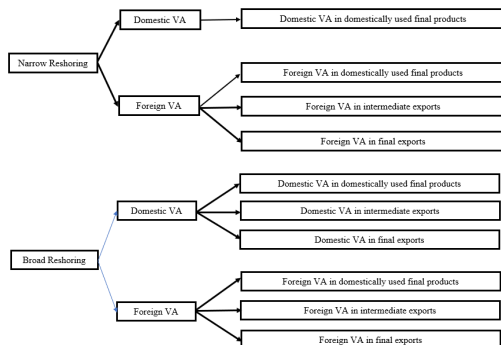 Domestic VA
Domestic VA in domestically used final products
Narrow Reshoring
Foreign VA in domestically used final products
Foreign VA
Foreign VA in intermediate exports
Foreign VA in final exports
Domestic VA in domestically used final products
Domestic VA
Domestic VA in intermediate exports
Domestic VA in final exports
Broad Reshoring
Foreign VA in domestically used final products
Foreign VA
Foreign VA in intermediate exports
Foreign VA in final exports